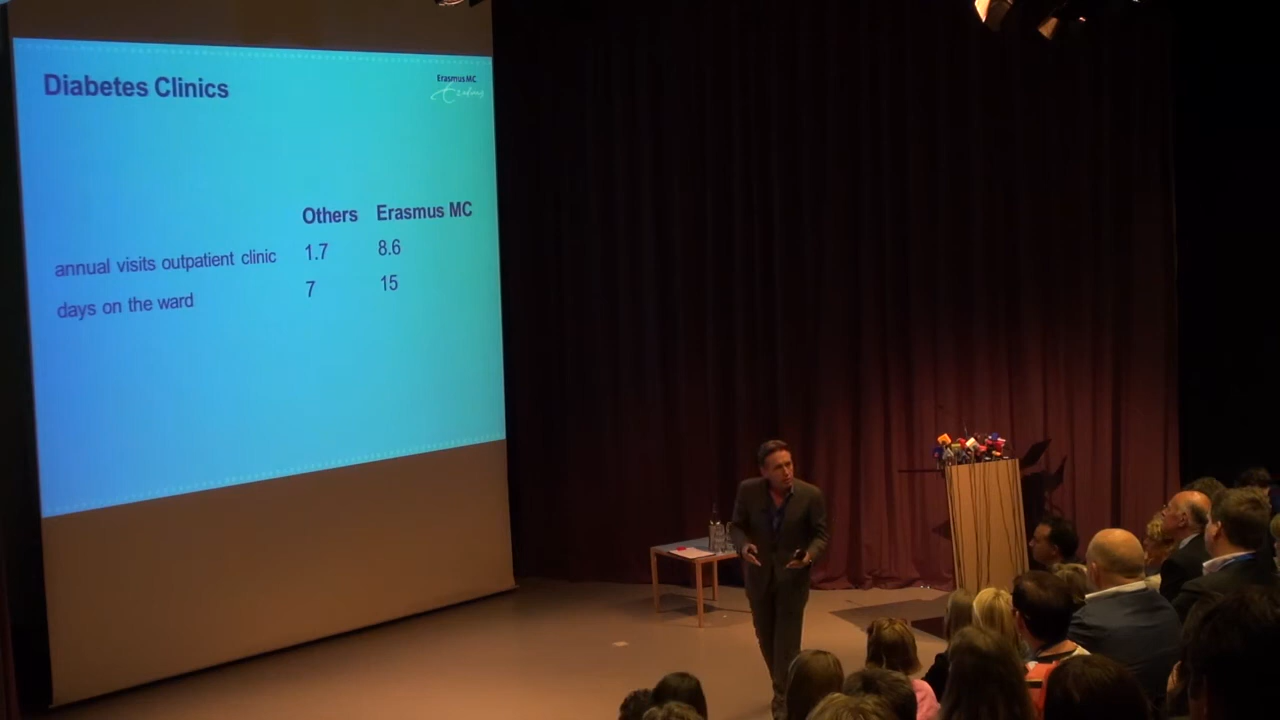 Diabetes Clinics
Erasmus MC
Others Erasmus MC
annual visits outpatient clinic 1.7 8.6
days on the ward 7 15